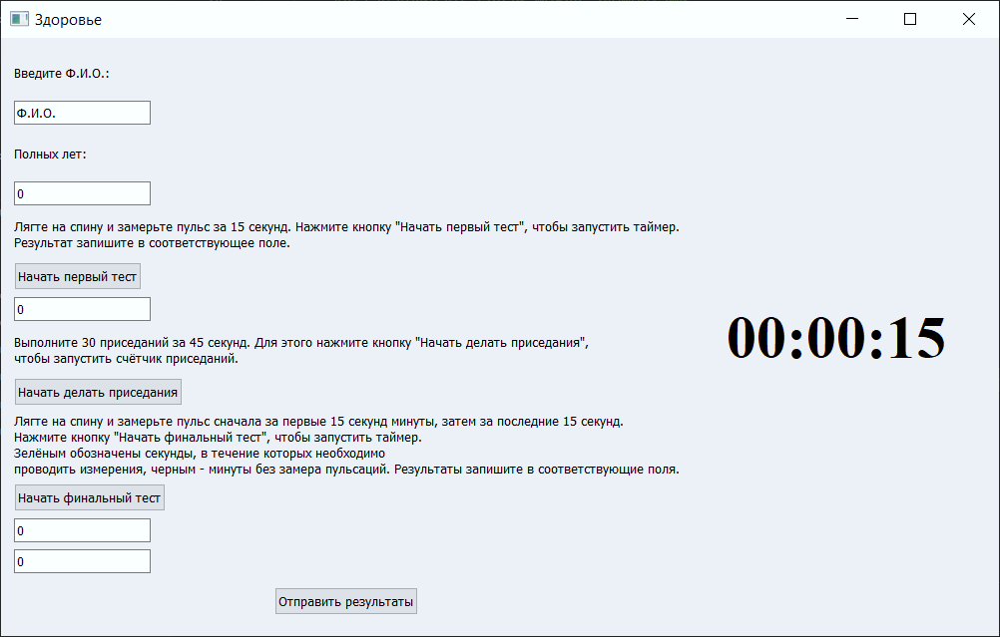 Здоровье
Введите Ф.И.О.:
Ф.И.О.
Полных лет:
0
Лягте на спину и замерьте пульс за 15 секунд. Нажмите кнопку "Начать первый тест", чтобы запустить таймер.
Результат запишите в соответствующее поле.
Начать первый тест
0
00:00:15
Выполните 30 приседаний за 45 секунд. Для этого нажмите кнопку "Начать делать приседания",
чтобы запустить счётчик приседаний.
Начать делать приседания
Лягте на спину и замерьте пульс сначала за первые 15 секунд минуты, затем за последние 15 секунд.
Нажмите кнопку "Начать финальный тест", чтобы запустить таймер.
Зелёным обозначены секунды, в течение которых необходимо
проводить измерения, черным - минуты без замера пульсаций. Результаты запишите в соответствующие поля.
Начать финальный тест
0
0
Отправить результаты